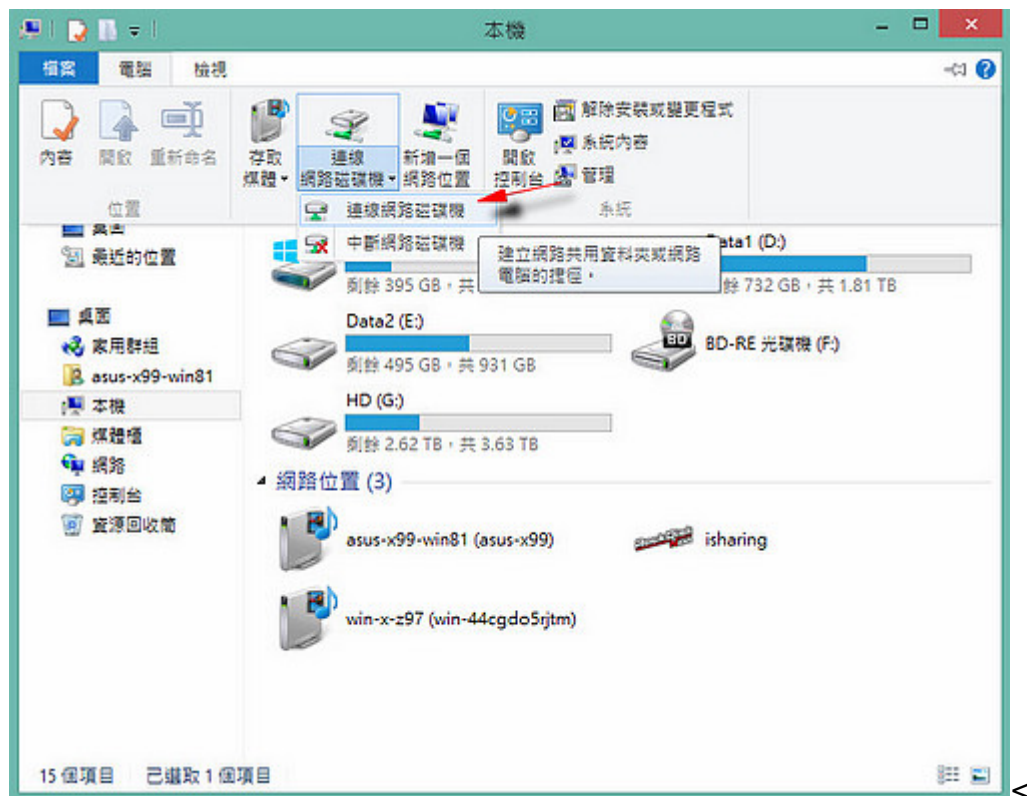 本機
檔案 電腦 檢視
內容 開啟 重新命名
存取媒體
連線網路磁碟機
新增一個網路位置
開啟控制台
解除安裝或變更程式
系統內容
管理
位置
系統
連線網路磁碟機
中斷網路磁碟機
建立網路共用資料夾或網路
電腦的捷徑。
桌面
最近的位置
桌面
家用群組
asus-x99-win81
本機
媒體櫃
網路
控制台
資源回收筒
剩餘 395 GB，共
Data1 (D:)
餘 732 GB，共 1.81 TB
Data2 (E:)
剩餘 495 GB，共 931 GB
BD
BD-RE 光碟機 (F:)
HD (G:)
剩餘 2.62 TB，共 3.63 TB
網路位置 (3)
asus-x99-win81 (asus-x99)
isharing
win-x-z97 (win-44cgdo5rjtm)
15 個項目 已選取 1 個項目
<